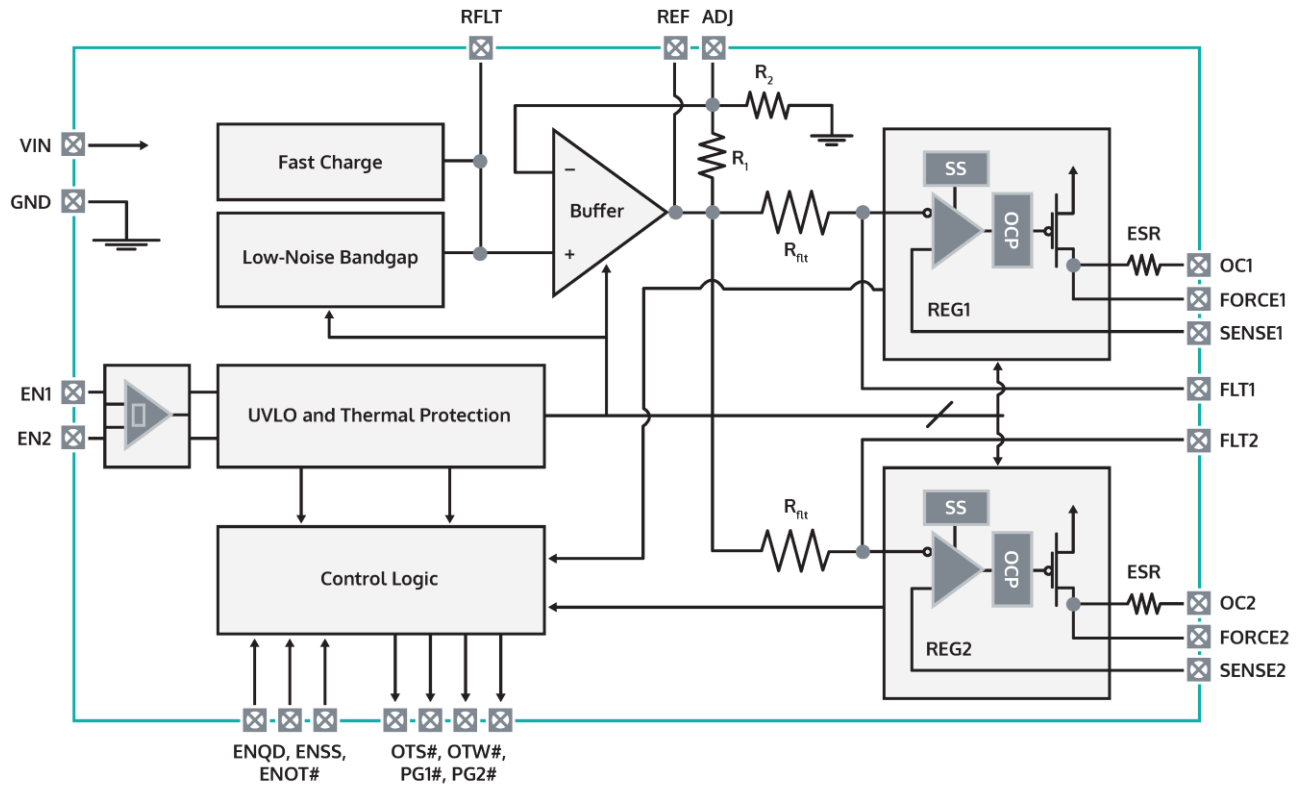 RFLT
REF
ADJ
R2
VIN
Fast Charge
R1
SS
GND
Buffer
−
+
OCP
Low-Noise Bandgap
Rflt
ESR
OC1
REG1
FORCE1
SENSE1
EN1
UVLO and Thermal Protection
FLT1
EN2
FLT2
Rflt
SS
OCP
Control Logic
ESR
OC2
REG2
FORCE2
SENSE2
ENQD, ENSS,
ENOT#
OTS#, OTW#,
PG1#, PG2#